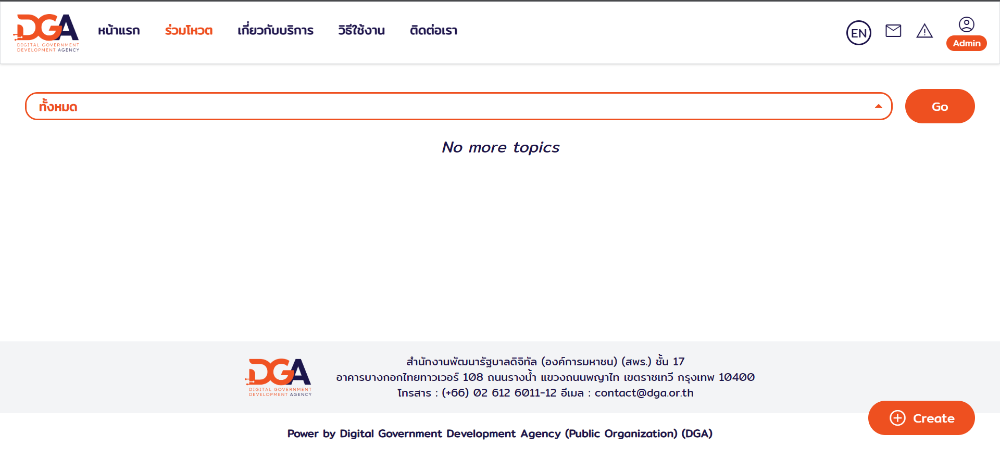 DGA
DIGITAL GOVERNMENT
DEVELOPMENT AGENCY
หน้าแรก
ร่วมโหวต
เกี่ยวกับบริการ
วิธีใช้งาน
ติดต่อเรา
EN
Admin
ทั้งหมด
Go
No more topics
DGA
DIGITAL GOVERNMENT
DEVELOPMENT AGENCY
สำนักงานพัฒนารัฐบาลดิจิทัล (องค์การมหาชน) (สพร.) ชั้น 17
อาคารบางกอกไทยทาวเวอร์ 108 ถนนรางน้ำ แขวงถนนพญาไท เขตราชเทวี กรุงเทพ 10400
โทรสาร : (+66) 02 612 6011-12 อีเมล : contact@dga.or.th
Create
Power by Digital Government Development Agency (Public Organization) (DGA)